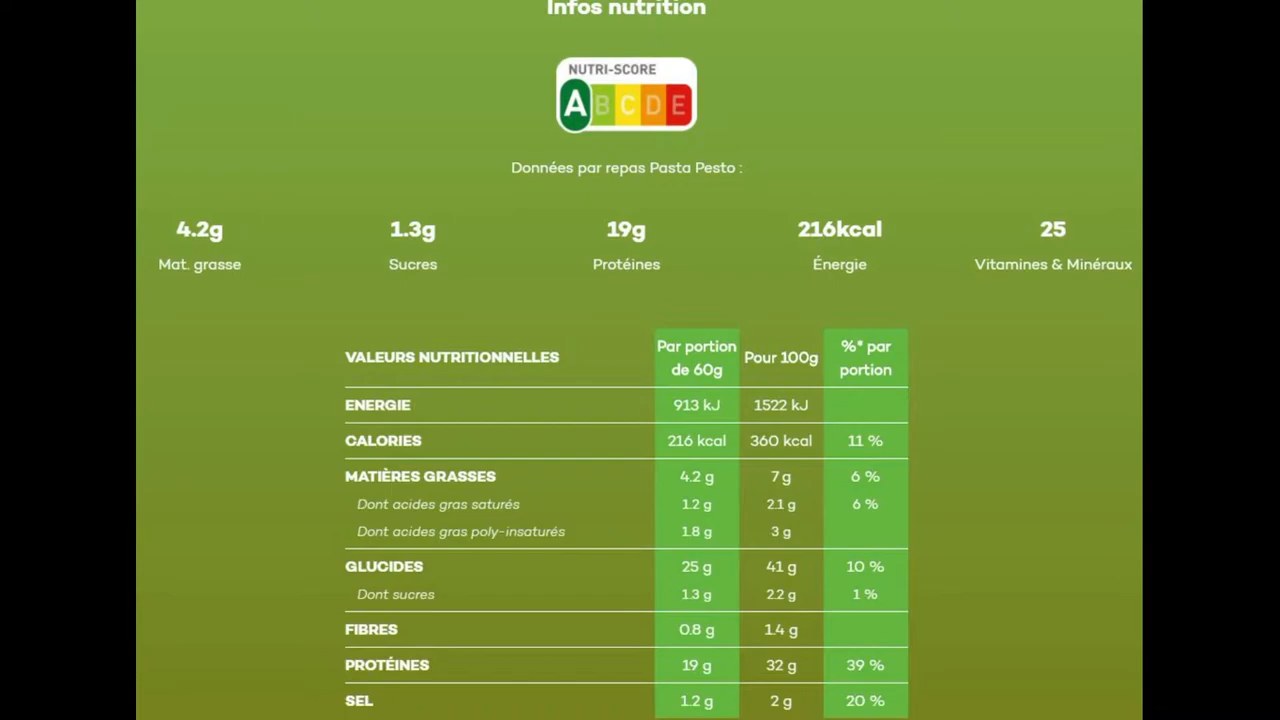 Infos nutrition
NUTRI-SCORE
A B C D E
Données par repas Pasta Pesto :
4.2g 1.3g 19g 216kcal 25
Mat. grasse Sucres Protéines Énergie Vitamines & Minéraux
VALEURS NUTRITIONNELLES Par portion de 60g Pour 100g %* par portion
ENERGIE 913 kJ 1522 kJ
CALORIES 216 kcal 360 kcal 11 %
MATIÈRES GRASSES 4.2 g 7 g 6 %
Dont acides gras saturés 1.2 g 2.1 g 6 %
Dont acides gras poly-insaturés 1.8 g 3 g
GLUCIDES 25 g 41 g 10 %
Dont sucres 1.3 g 2.2 g 1 %
FIBRES 0.8 g 1.4 g
PROTÉINES 19 g 32 g 39 %
SEL 1.2 g 2 g 20 %